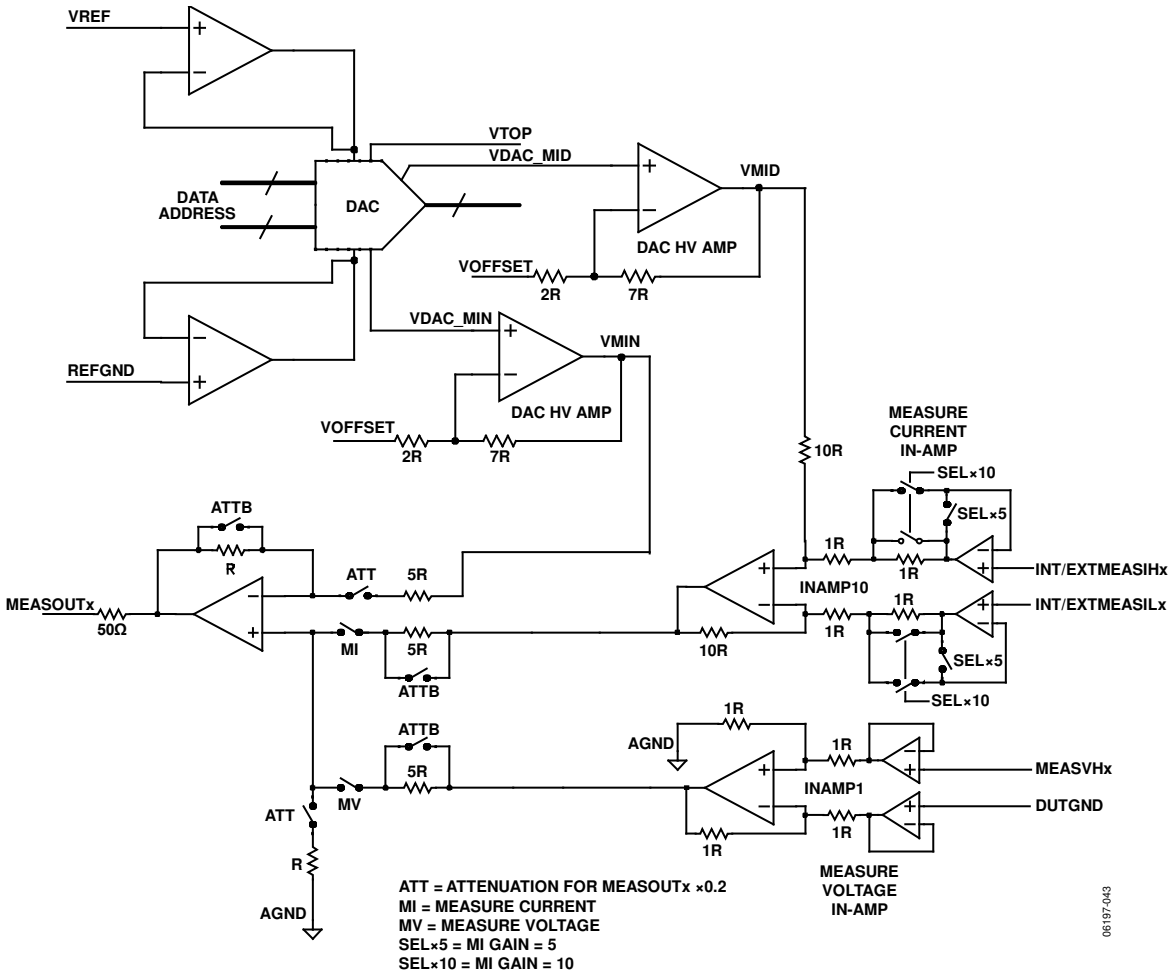 VREF
+
−
VTOP
VDAC_MID
DATA
ADDRESS
DAC
+
−
VMID
DAC HV AMP
VOFFSET
2R
7R
VDAC_MIN
−
+
REFGND
+
−
VMIN
DAC HV AMP
VOFFSET
2R
7R
MEASURE
CURRENT
IN-AMP
10R
SEL×10
SEL×5
ATTB
R
1R
1R
−
+
INT/EXTMEASIHx
ATT
5R
+
−
INAMP10
MEASOUTx
50Ω
−
+
MI
5R
ATTB
10R
1R
1R
+
−
INT/EXTMEASILx
SEL×5
SEL×10
ATTB
5R
MV
AGND
1R
+
−
INAMP1
1R
1R
1R
−
+
MEASVHx
+
−
DUTGND
ATT
R
AGND
MEASURE
VOLTAGE
IN-AMP
ATT = ATTENUATION FOR MEASOUTx ×0.2
MI = MEASURE CURRENT
MV = MEASURE VOLTAGE
SEL×5 = MI GAIN = 5
SEL×10 = MI GAIN = 10
06197-043